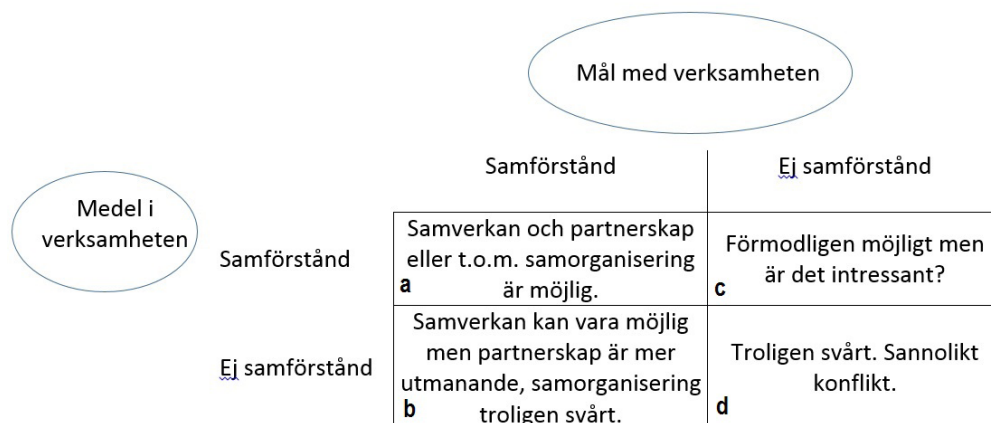 Mål med verksamheten
Samförstånd
Ej samförstånd
Medel i
verksamheten
Samförstånd
Samverkan och partnerskap
eller t.o.m. samorganisering
a
är möjlig.
Förmodligen möjligt men
är det intressant?
c
Ej samförstånd
Samverkan kan vara möjlig
men partnerskap är mer
utmanande, samorganisering
b
troligen svårt.
Troligen svårt. Sannolikt
konflikt.
d